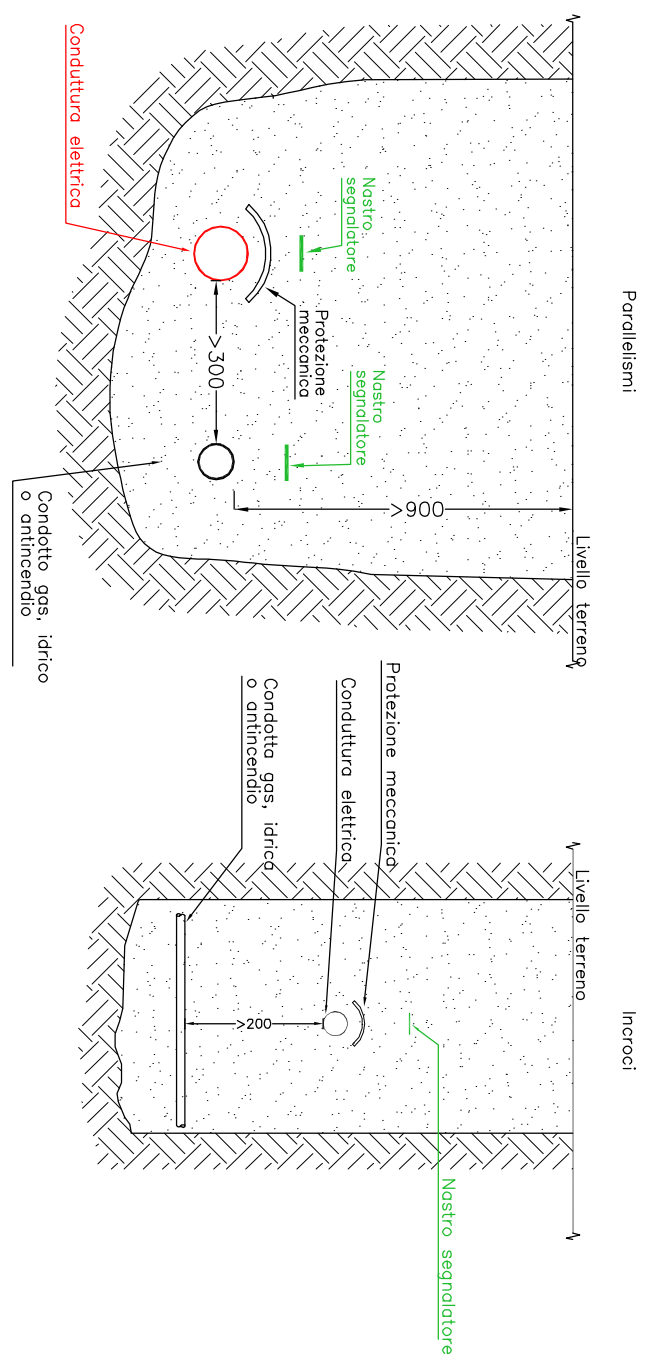 Parallelismi
Livello terreno
Nastro
segnalatore
Nastro
segnalatore
>900
Protezione
meccanica
>300
Conduttura elettrica
Condotto gas, idrico
o antincendio
Incroci
Livello terreno
Nastro segnalatore
Protezione meccanica
Conduttura elettrica
>200
Condotta gas, idrica
o antincendio